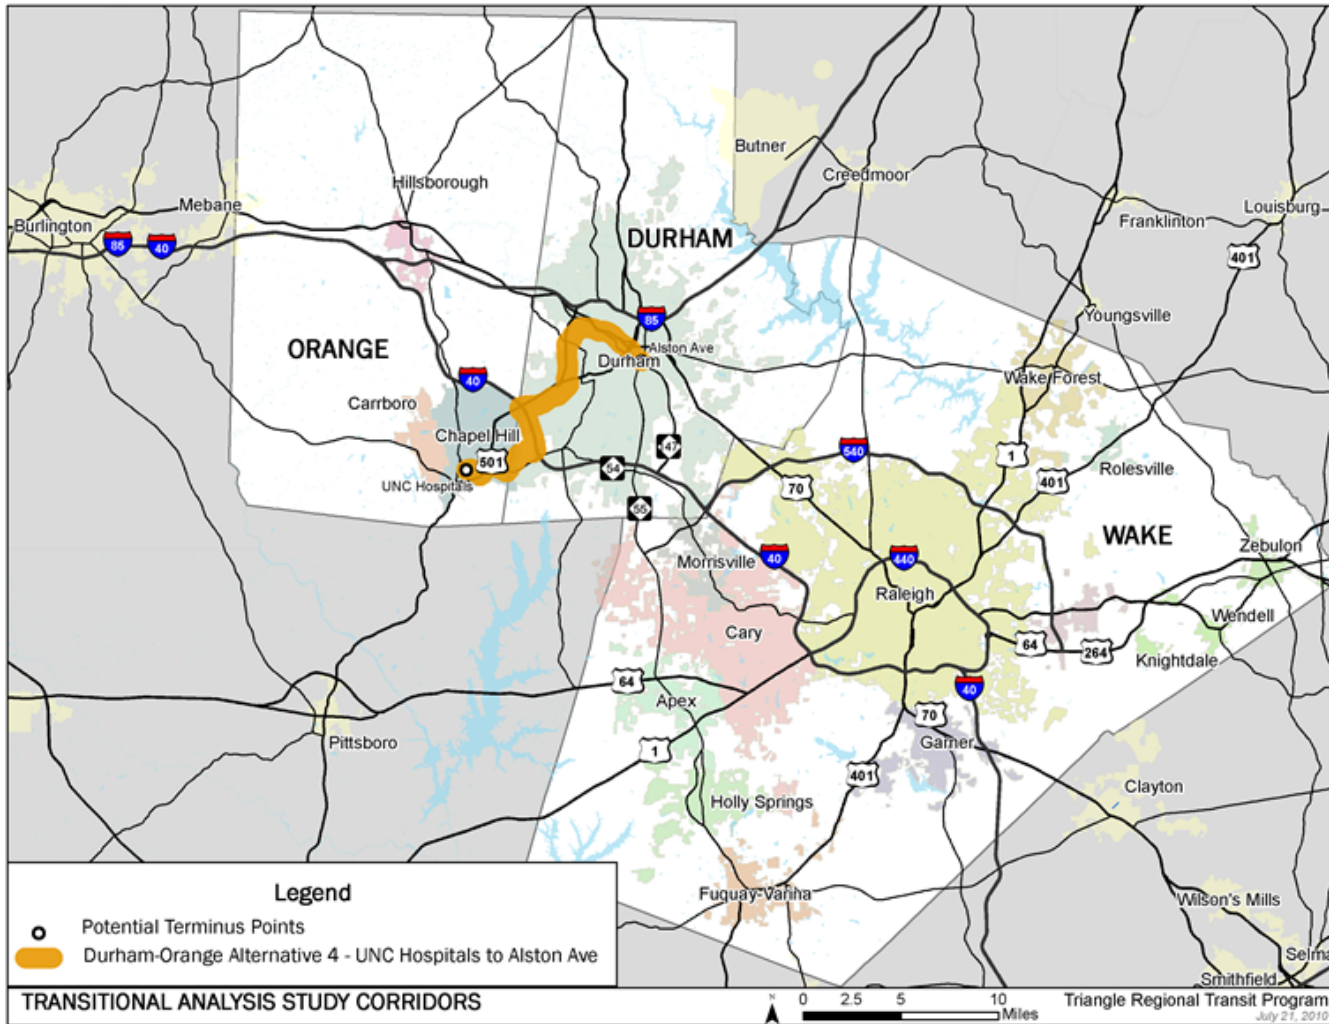 Butner
Creedmoor
Hillsborough
Mebane
Louisburg
Franklinton
Burlington
85
40
DURHAM
401
Youngsville
85
ORANGE
Alston Ave
Durham
40
Wake Forest
Carrboro
Chapel Hill
501
147
540
1
UNC Hospitals
54
70
401
Rolesville
55
WAKE
Morrisville
40
440
Zebulon
Raleigh
Wendell
Cary
64
264
Knightdale
64
40
Apex
70
Pittsboro
1
Garner
401
Clayton
Holly Springs
Fuquay-Varina
Wilson's Mills
Selma
Smithfield
Legend
Potential Terminus Points
Durham-Orange Alternative 4 - UNC Hospitals to Alston Ave
TRANSITIONAL ANALYSIS STUDY CORRIDORS
N
0 2.5 5 10
Miles
Triangle Regional Transit Program
July 21, 2010